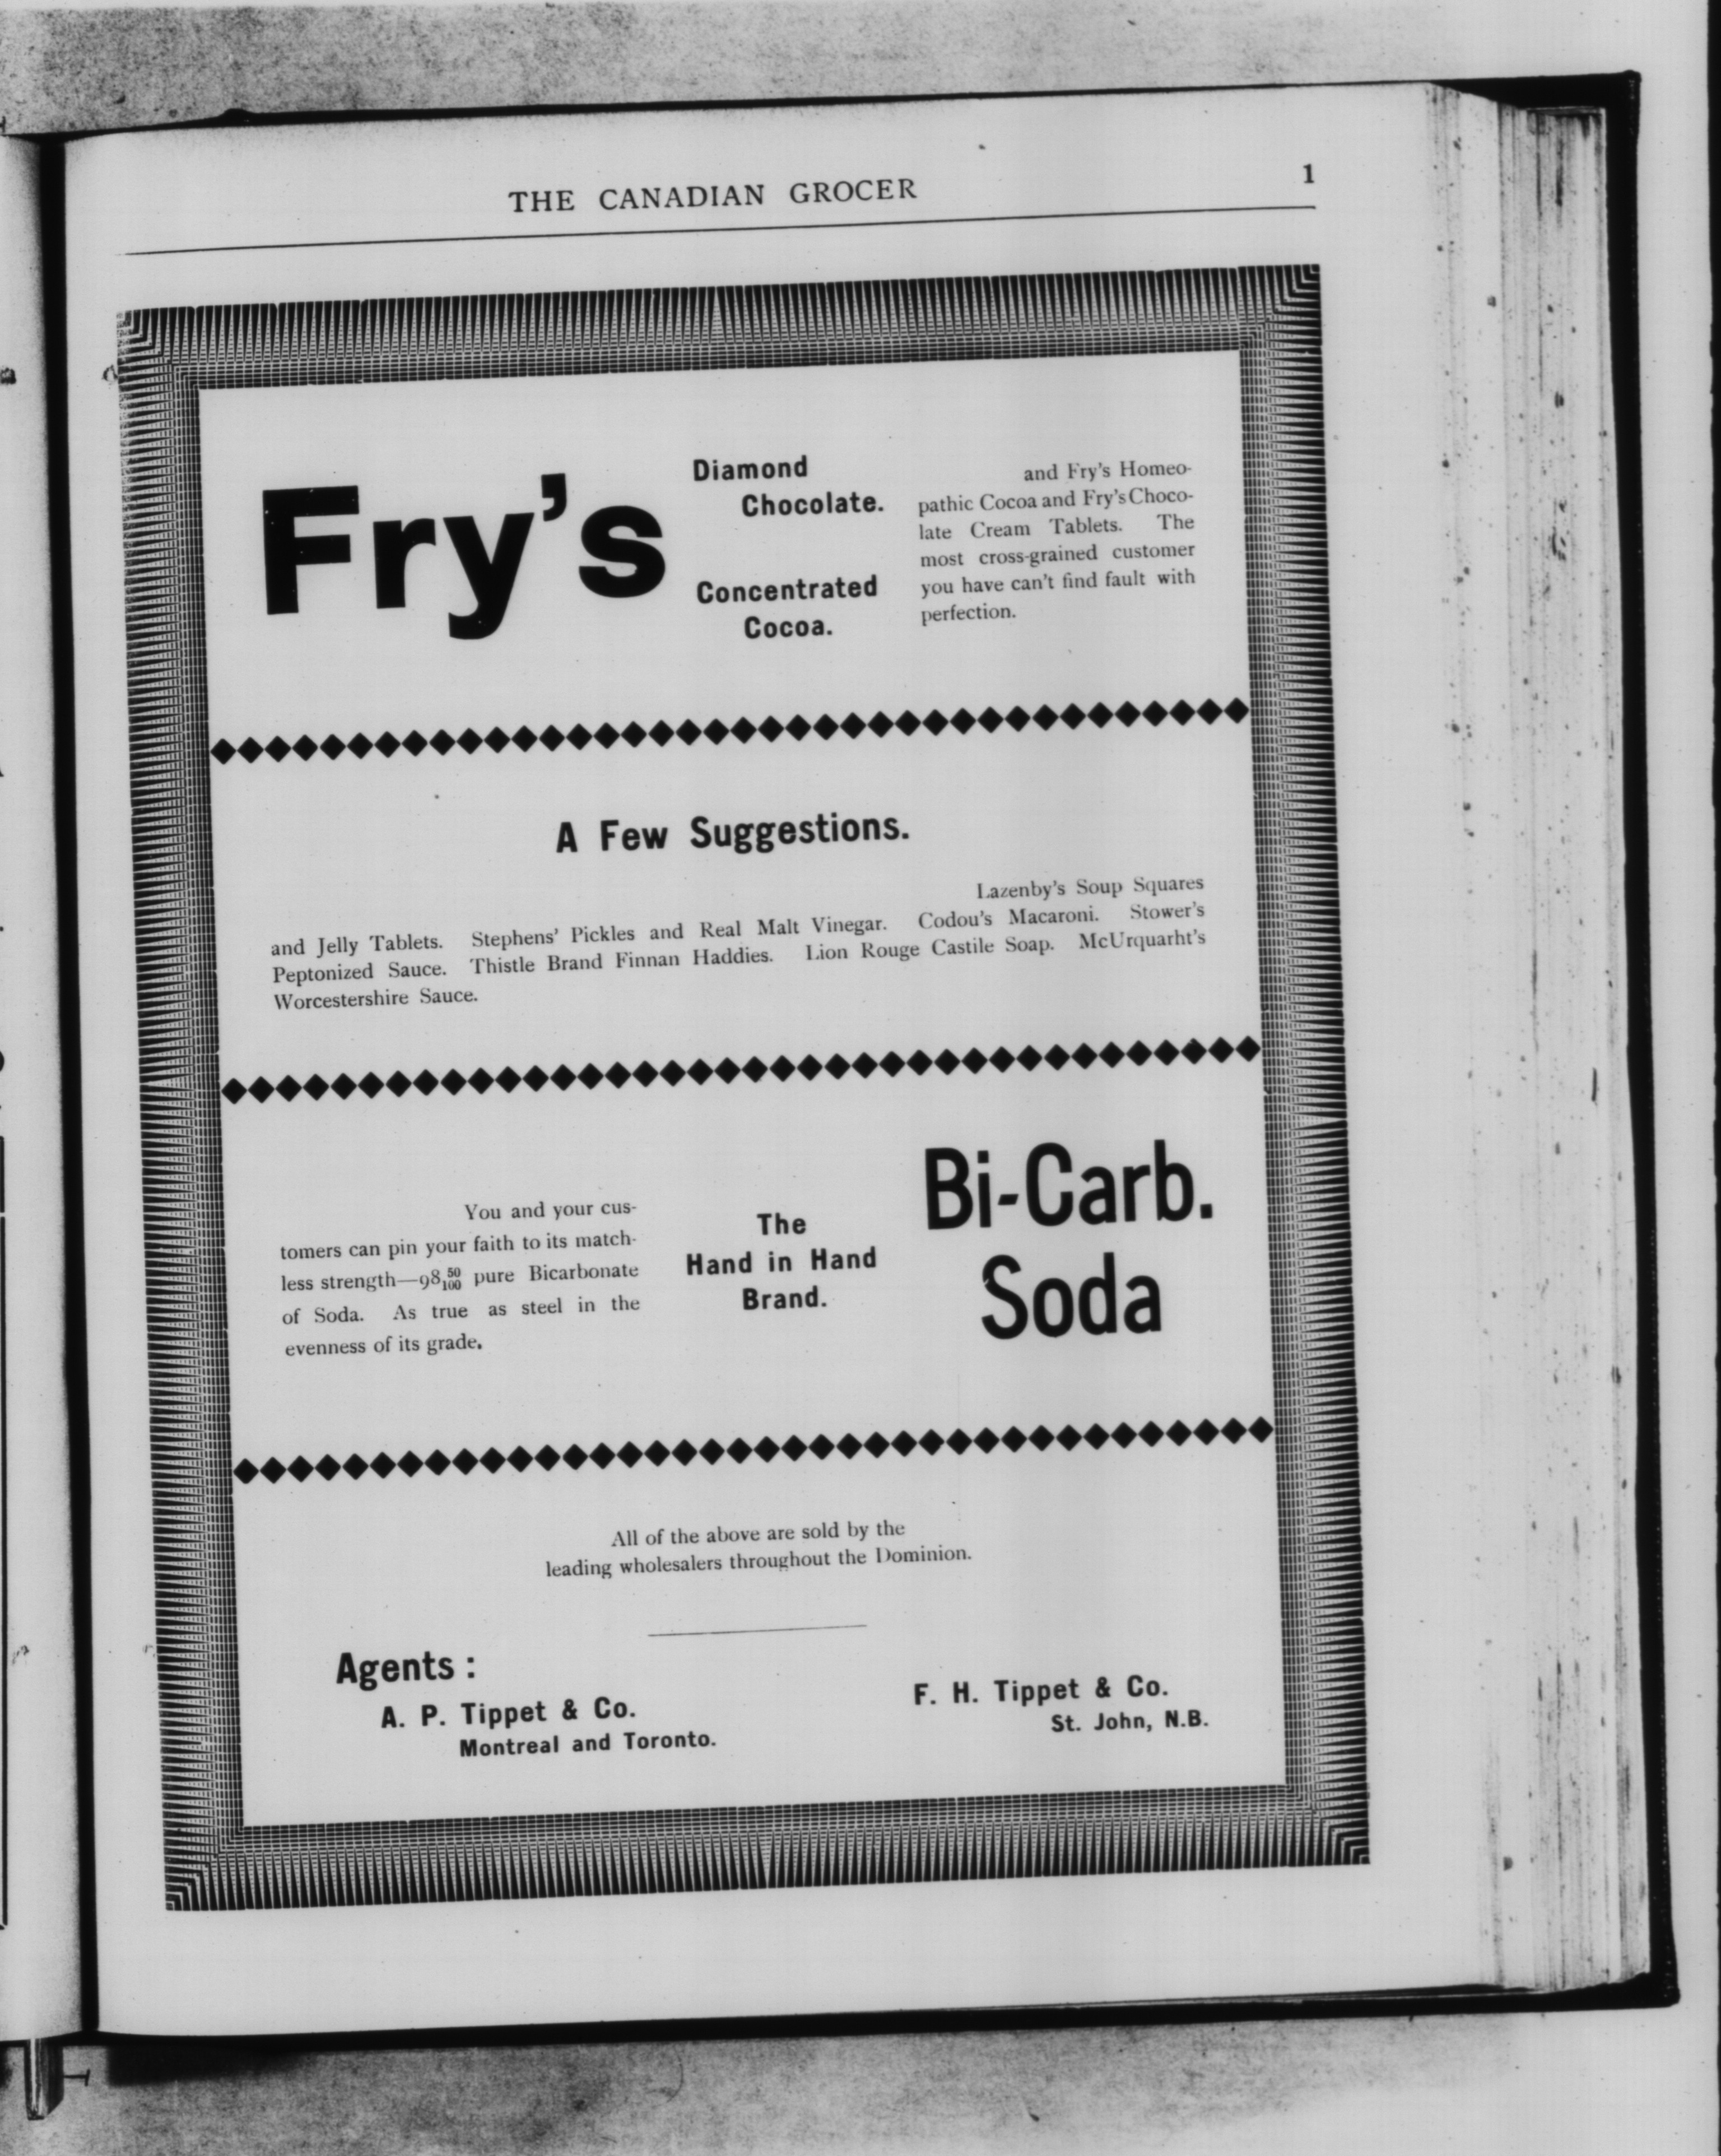 THE CANADIAN GROCER
1
Fry's
Diamond
Chocolate.
Concentrated
Cocoa.
and Fry's Homeo-
pathic Cocoa and Fry's Choco-
late Cream Tablets. The
most cross-grained customer
you have can't find fault with
perfection.
A Few Suggestions.
Lazenby's Soup Squares
and Jelly Tablets. Stephens' Pickles and Real Malt Vinegar. Codou's Macaroni. Stower's
Peptonized Sauce. Thistle Brand Finnan Haddies. Lion Rouge Castile Soap. McUrquarht's
Worcestershire Sauce.
You and your cus-
tomers can pin your faith to its match-
less strength—98 50/100 pure Bicarbonate
of Soda. As true as steel in the
evenness of its grade.
The
Hand in Hand
Brand.
Bi-Carb.
Soda
All of the above are sold by the
leading wholesalers throughout the Dominion.
Agents :
A. P. Tippet & Co.
Montreal and Toronto.
F. H. Tippet & Co.
St. John, N.B.